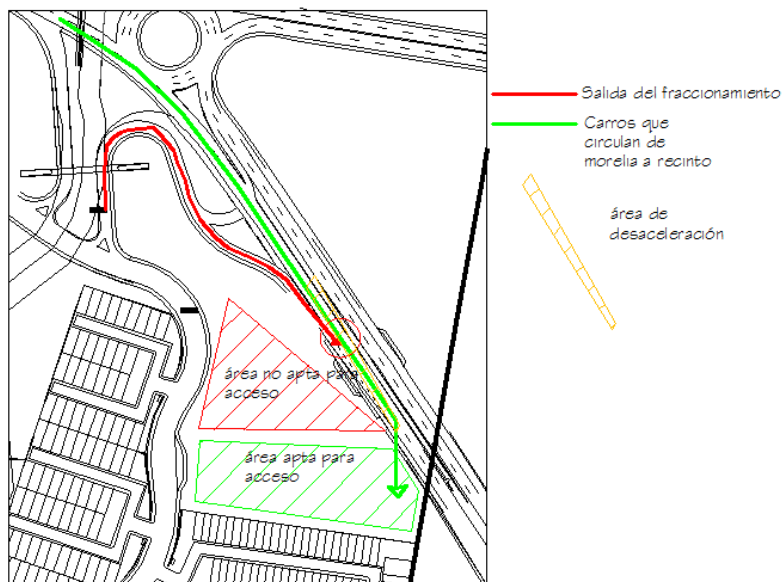 Salida del fraccionamiento
Carros que
circulan de
morelia a recinto
área de
desaceleración
área no apta para
acceso
área apta para
acceso